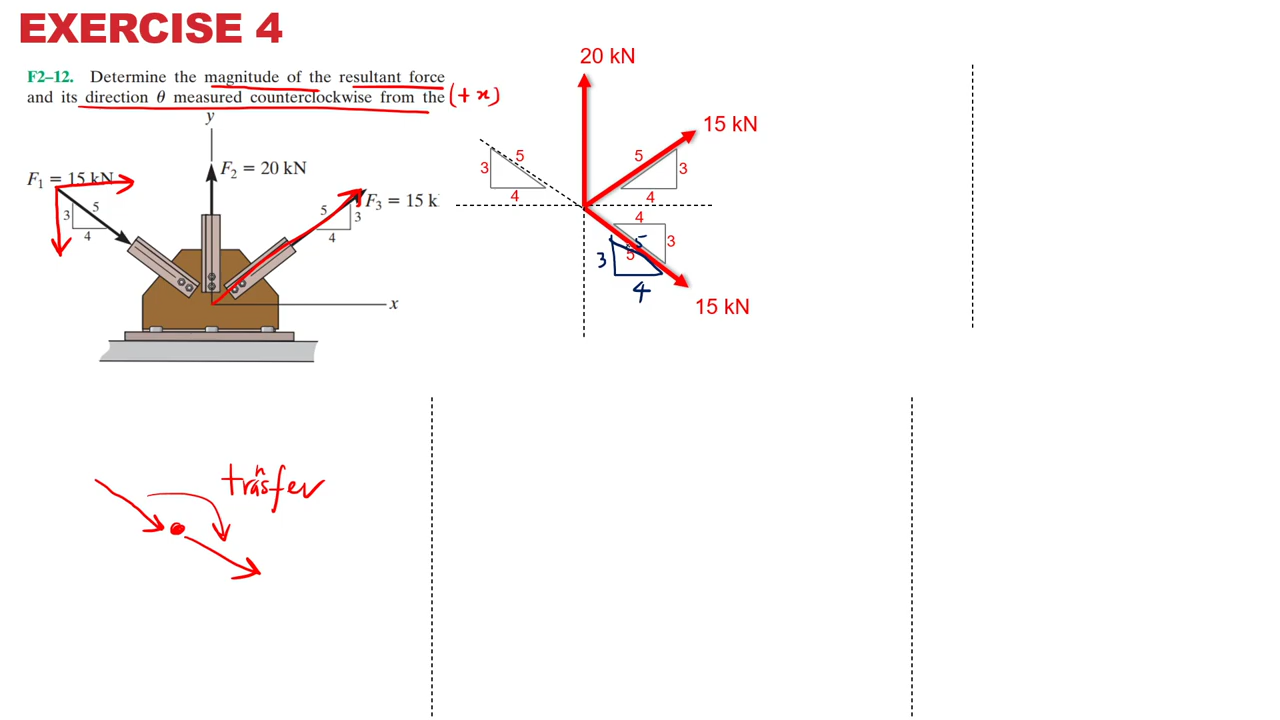 EXERCISE 4
F2–12. Determine the magnitude of the resultant force
and its direction θ measured counterclockwise from the (+x)
y
F₁ = 15 kN
3
5
4
F₂ = 20 kN
5
3
4
F₃ = 15 k
x
20 kN
15 kN
5
3
4
5
3
4
4
3
5
15 kN
3
5
4
transfer